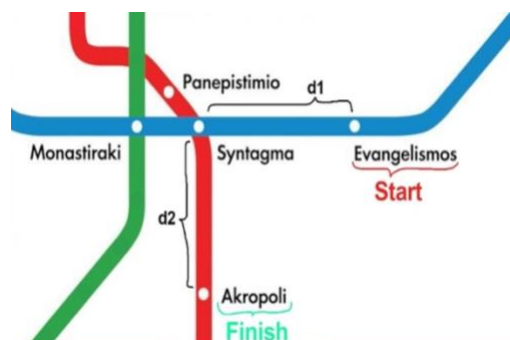 Panepistimio
d1
Monastiraki
Syntagma
Evangelismos
Start
d2
Akropoli
Finish